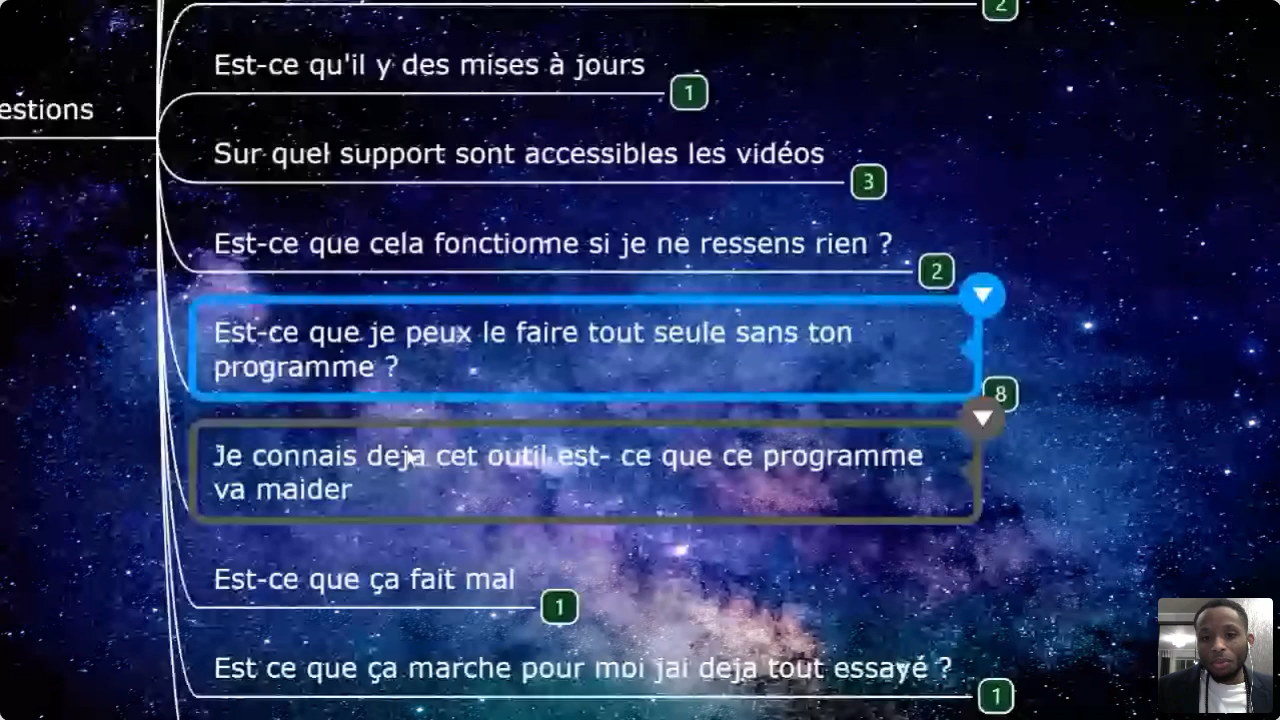 2
Est-ce qu'il y des mises à jours
1
estions
Sur quel support sont accessibles les vidéos
3
Est-ce que cela fonctionne si je ne ressens rien ?
2
Est-ce que je peux le faire tout seule sans ton
programme ?
8
Je connais deja cet outil est- ce que ce programme
va maider
Est-ce que ça fait mal
1
Est ce que ça marche pour moi jai deja tout essayé ?
1